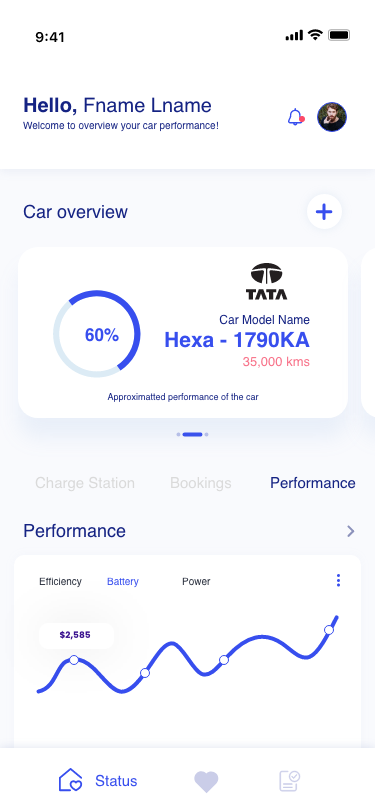 9:41
Hello, Fname Lname
Welcome to overview your car performance!
Car overview
TATA
60%
Car Model Name
Hexa - 1790KA
35,000 kms
Approximatted performance of the car
Charge Station Bookings Performance
Performance
Efficiency Battery Power
$2,585
Status